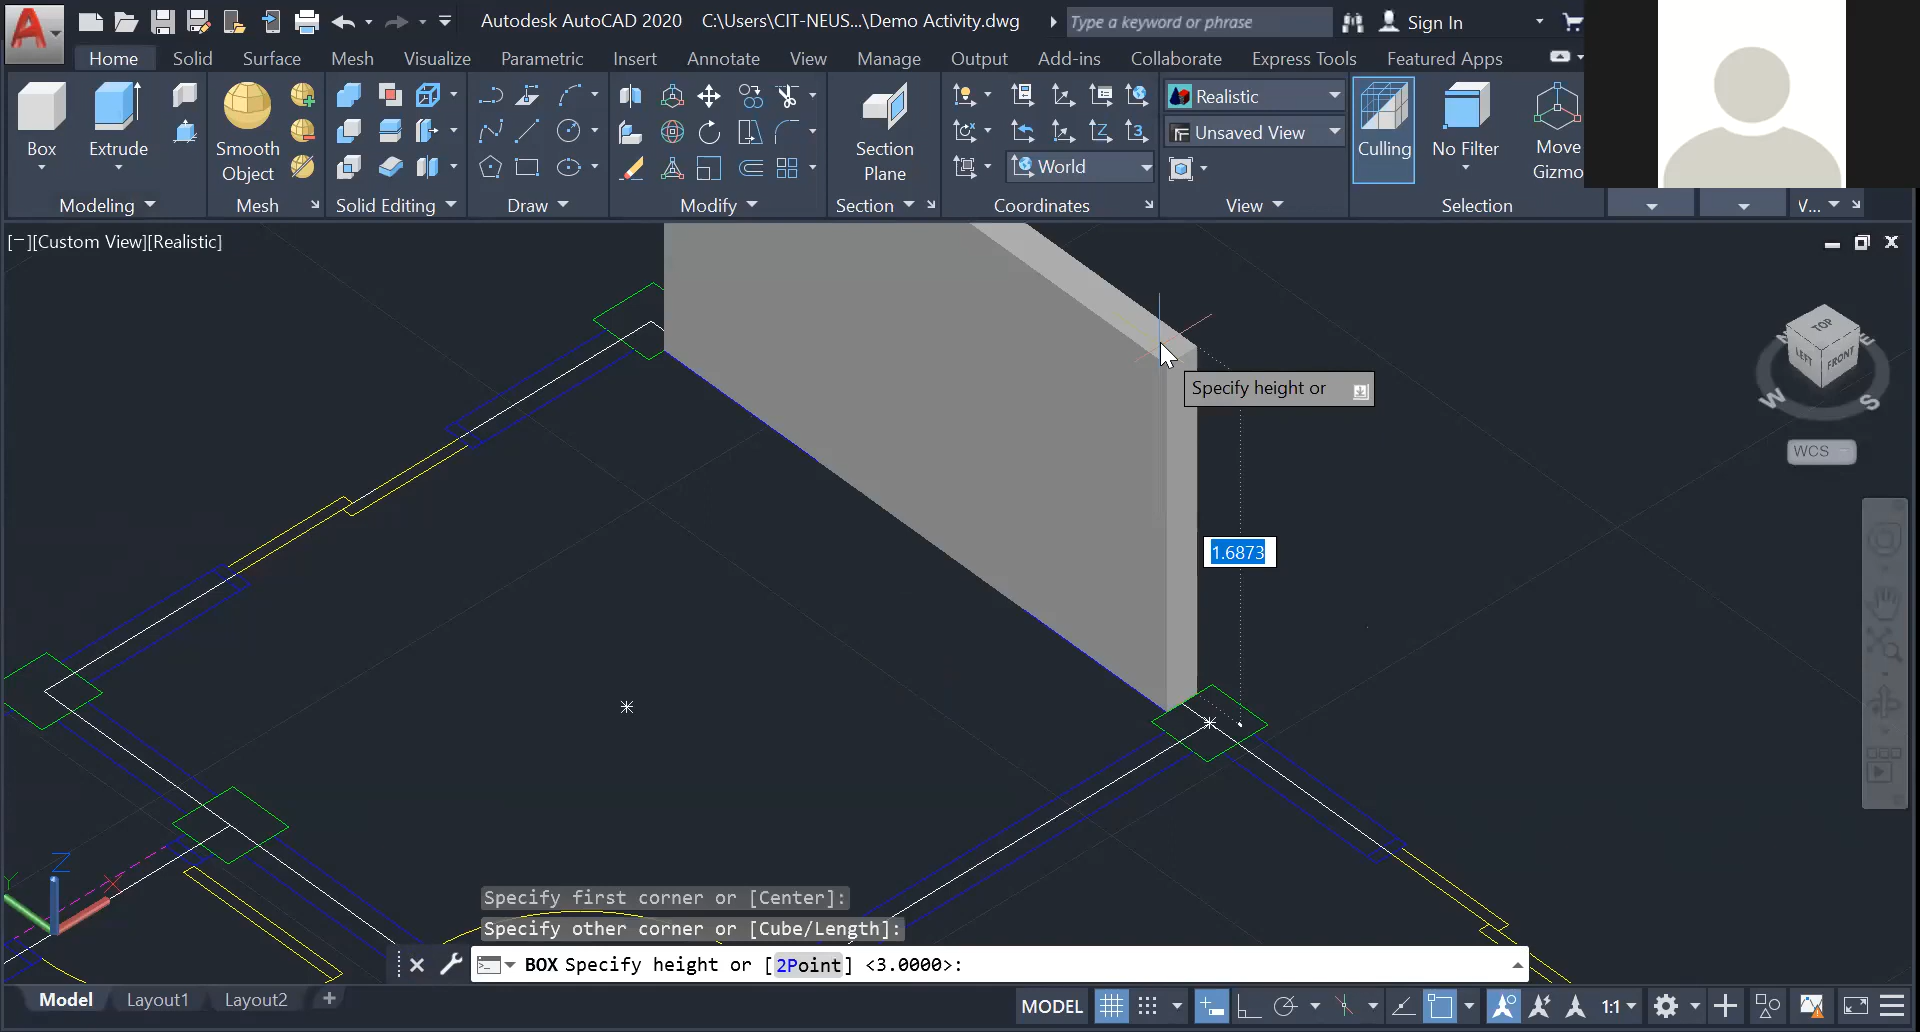 Autodesk AutoCAD 2020 C:\Users\CIT-NEUS...\Demo Activity.dwg Type a keyword or phrase Sign In
Home Solid Surface Mesh Visualize Parametric Insert Annotate View Manage Output Add-ins Collaborate Express Tools Featured Apps
Box Extrude Smooth Object Section Plane Realistic Unsaved View World Culling No Filter Move Gizmo
Modeling Mesh Solid Editing Draw Modify Section Coordinates View Selection V...
[−][Custom View][Realistic]
TOP
LEFT FRONT
W S
WCS
Specify height or
1.6873
Z
X
Y
Specify first corner or [Center]:
Specify other corner or [Cube/Length]:
BOX Specify height or [2Point] <3.0000>:
Model Layout1 Layout2 +
MODEL 1:1